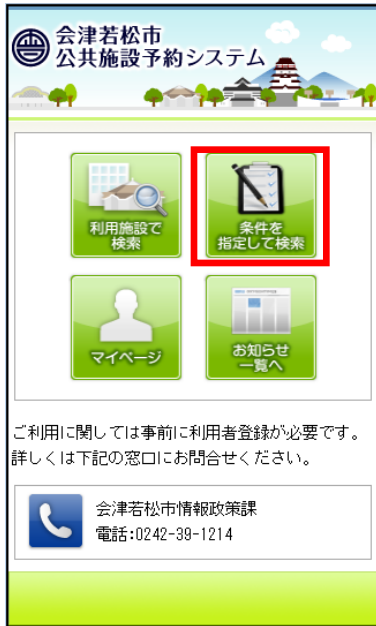 会津若松市
公共施設予約システム
利用施設で
検索
条件を
指定して検索
マイページ
お知らせ
一覧へ
ご利用に関しては事前に利用者登録が必要です。
詳しくは下記の窓口にお問合せください。
会津若松市情報政策課
電話:0242-39-1214